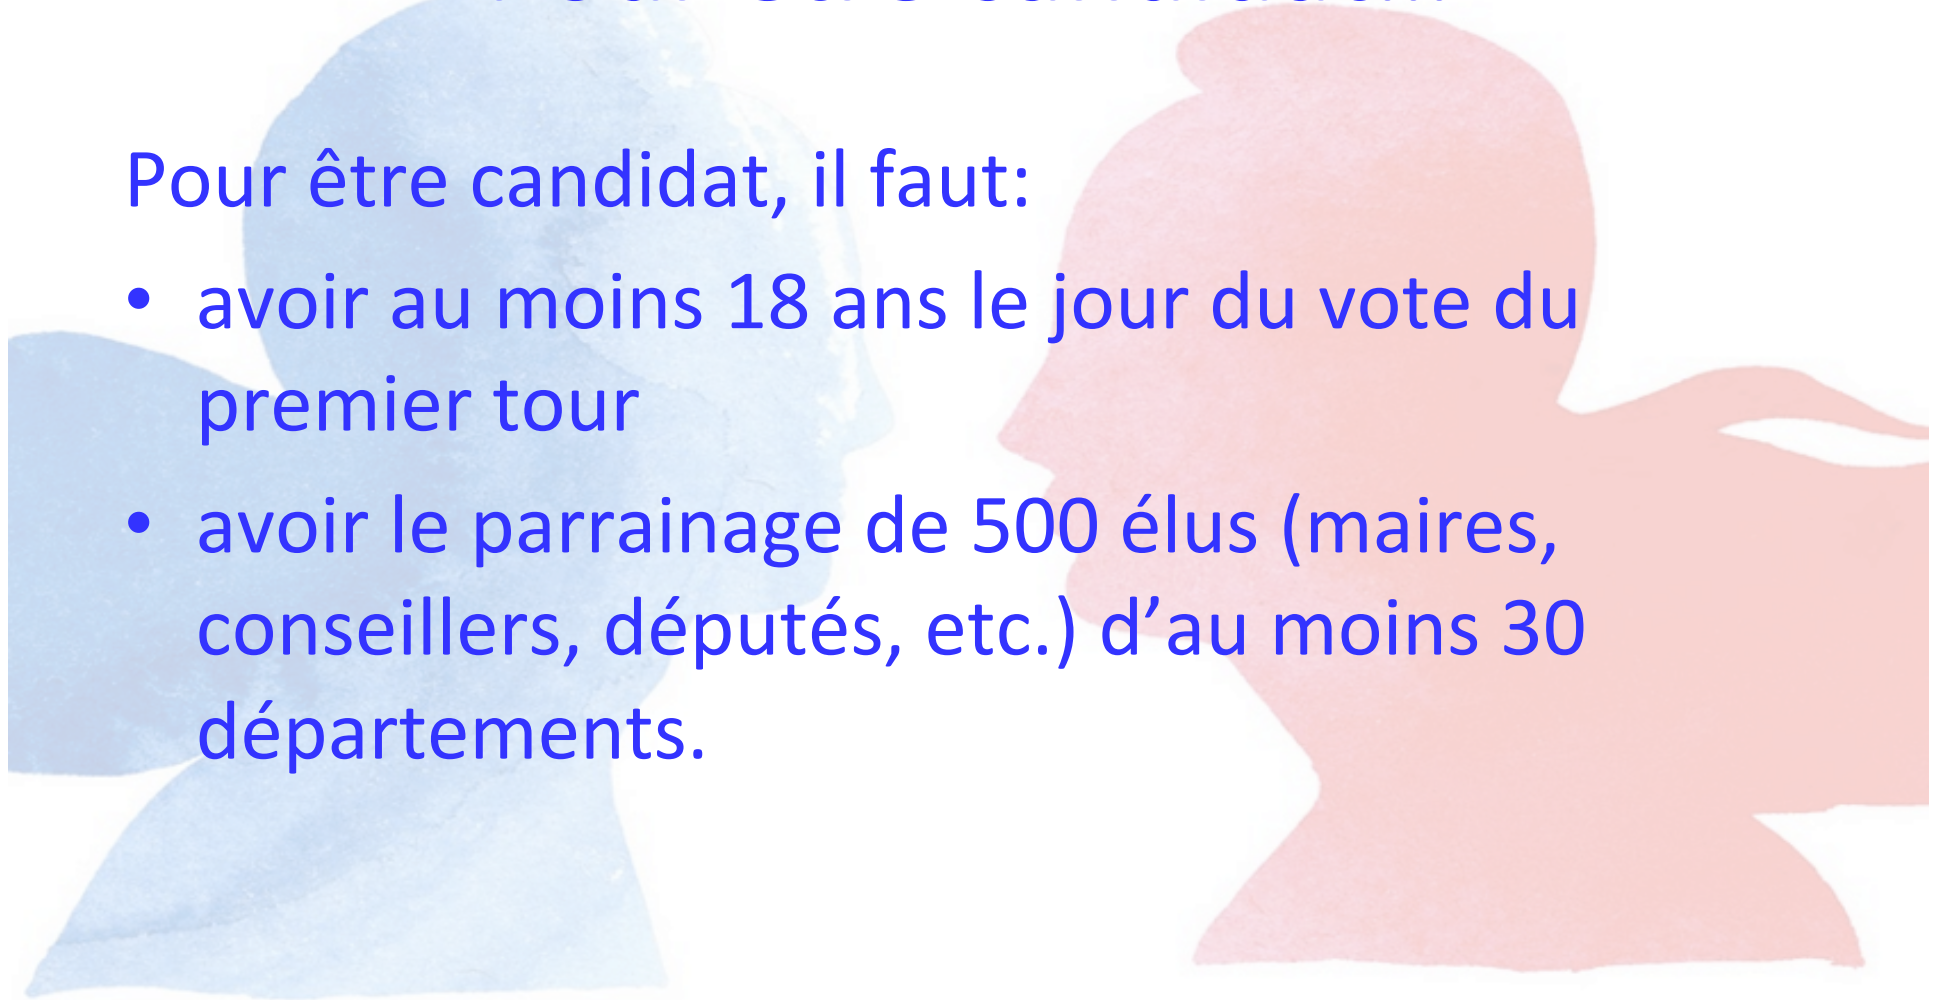 Pour être candidat, il faut:
• avoir au moins 18 ans le jour du vote du
premier tour
• avoir le parrainage de 500 élus (maires,
conseillers, députés, etc.) d’au moins 30
départements.